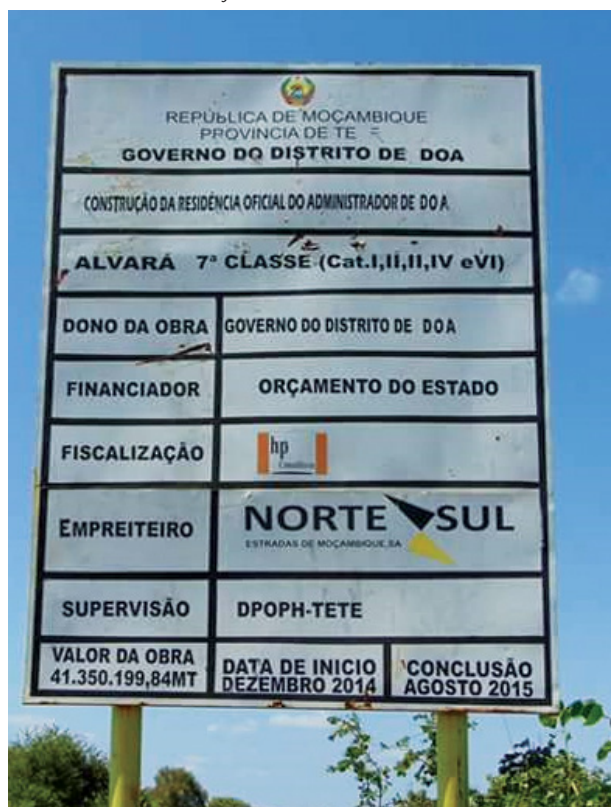 REPÚBLICA DE MOÇAMBIQUE
PROVINCIA DE
GOVERNO DO DISTRITO DE DOA
CONSTRUÇÃO DA RESIDÊNCIA OFICIAL DO ADMINISTRADOR DE DOA
ALVARÁ 7ª CLASSE (Cat.I,II,II,IV eVI)
DONO DA OBRA GOVERNO DO DISTRITO DE DOA
FINANCIADOR ORÇAMENTO DO ESTADO
FISCALIZAÇÃO hp
EMPREITEIRO NORTE SUL
ESTRADAS DE MOÇAMBIQUE,SA
SUPERVISÃO DPOPH-TETE
VALOR DA OBRA
41.350.199,84MT
DATA DE INICIO
DEZEMBRO 2014
CONCLUSÃO
AGOSTO 2015